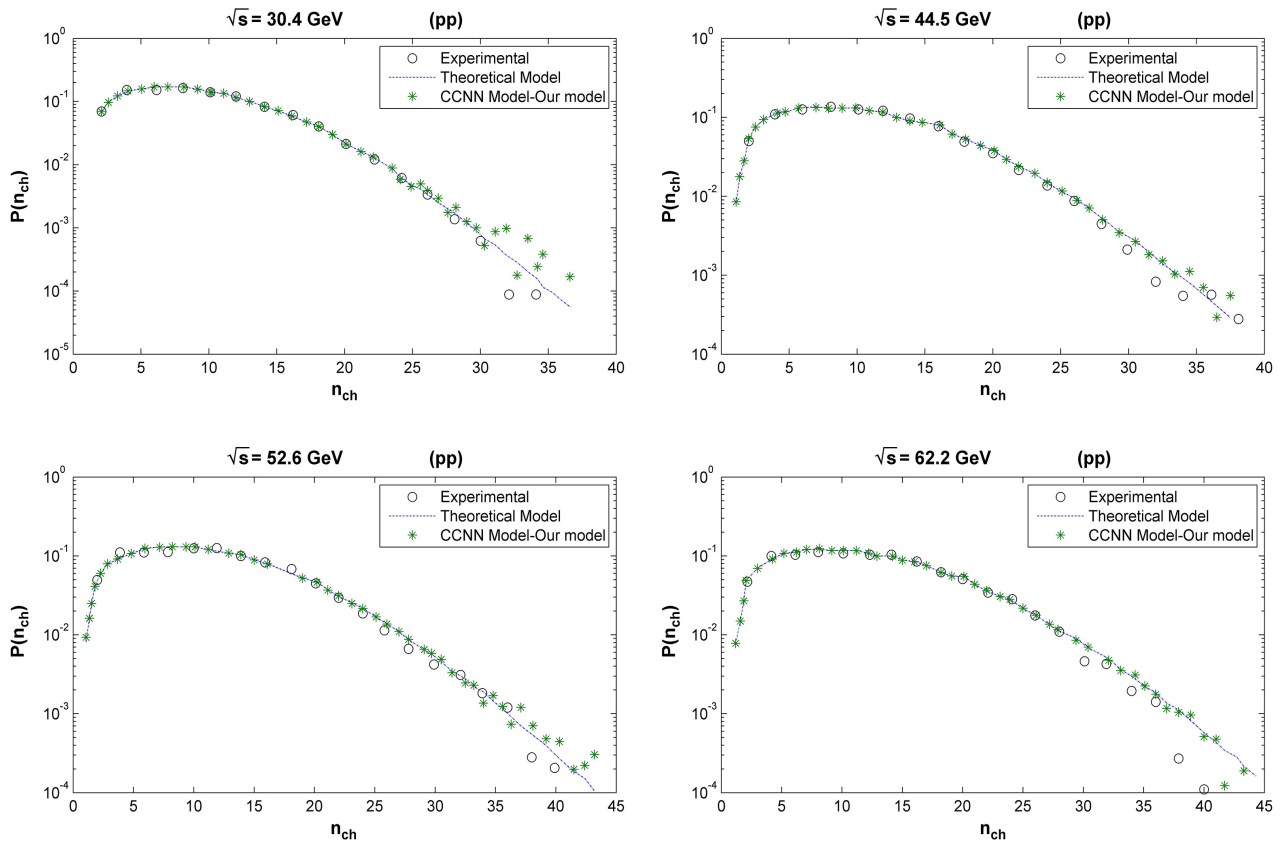 √s = 30.4 GeV (pp)
P(n_ch)
10^0
10^-1
10^-2
10^-3
10^-4
10^-5
Experimental
Theoretical Model
CCNN Model-Our model
0 5 10 15 20 25 30 35 40
n_ch
√s = 44.5 GeV (pp)
P(n_ch)
10^0
10^-1
10^-2
10^-3
10^-4
Experimental
Theoretical Model
CCNN Model-Our model
0 5 10 15 20 25 30 35 40
n_ch
√s = 52.6 GeV (pp)
P(n_ch)
10^0
10^-1
10^-2
10^-3
10^-4
Experimental
Theoretical Model
CCNN Model-Our model
0 5 10 15 20 25 30 35 40 45
n_ch
√s = 62.2 GeV (pp)
P(n_ch)
10^0
10^-1
10^-2
10^-3
10^-4
Experimental
Theoretical Model
CCNN Model-Our model
0 5 10 15 20 25 30 35 40 45
n_ch